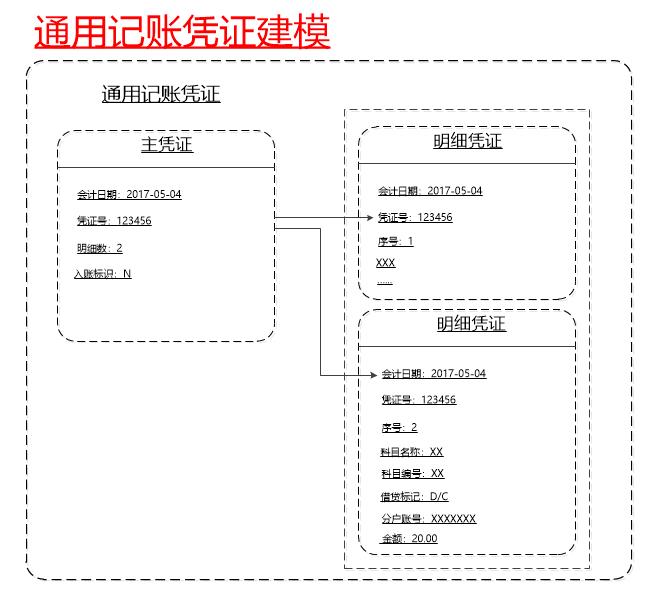 通用记账凭证建模
通用记账凭证
主凭证
会计日期：2017-05-04
凭证号：123456
明细数：2
入账标识：N
明细凭证
会计日期：2017-05-04
凭证号：123456
序号：1
XXX
......
明细凭证
会计日期：2017-05-04
凭证号：123456
序号：2
科目名称：XX
科目编号：XX
借贷标记：D/C
分户账号：XXXXXXX
金额：20.00